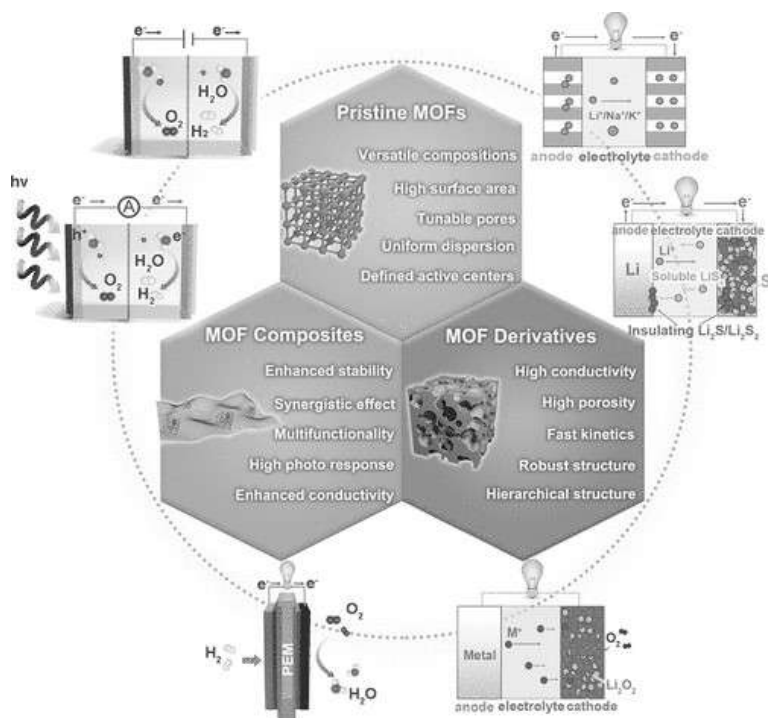 e⁻ e⁻
H₂O
O₂
H₂
e⁻ e⁻
Li⁺/Na⁺/K⁺
anode electrolyte cathode
Pristine MOFs
Versatile compositions
High surface area
Tunable pores
Uniform dispersion
Defined active centers
hν
e⁻ A e⁻
h⁺ e⁻
H₂O
O₂
H₂
e⁻ e⁻
anode electrolyte cathode
Li⁺
Li
Soluble LiS
S
Insulating Li₂S/Li₂S₂
MOF Composites
Enhanced stability
Synergistic effect
Multifunctionality
High photo response
Enhanced conductivity
MOF Derivatives
High conductivity
High porosity
Fast kinetics
Robust structure
Hierarchical structure
e⁻ e⁻
O₂
H₂
PEM
H₂O
M⁺
Metal
O₂
Li₂O₂
anode electrolyte cathode